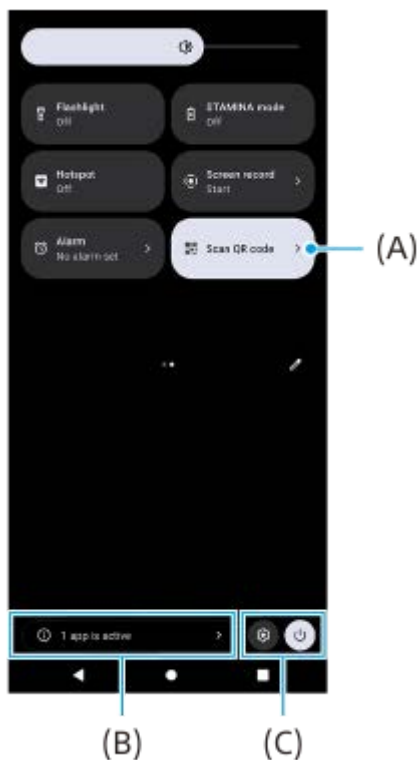 Flashlight
Off
STAMINA mode
Off
Hotspot
Off
Screen record
Start
Alarm
No alarm set
Scan QR code
(A)
1 app is active
(B)
(C)